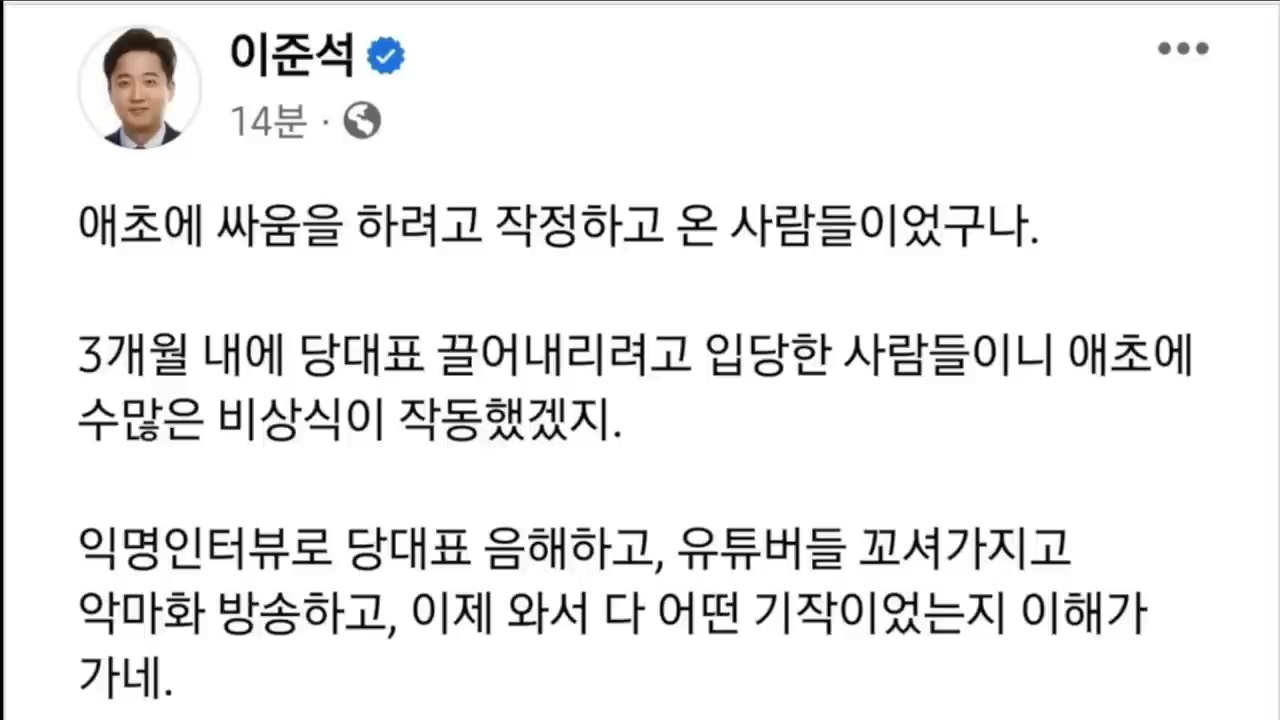 이준석
14분 ·
애초에 싸움을 하려고 작정하고 온 사람들이었구나.
3개월 내에 당대표 끌어내리려고 입당한 사람들이니 애초에
수많은 비상식이 작동했겠지.
익명인터뷰로 당대표 음해하고, 유튜버들 꼬셔가지고
악마화 방송하고, 이제 와서 다 어떤 기작이었는지 이해가
가네.